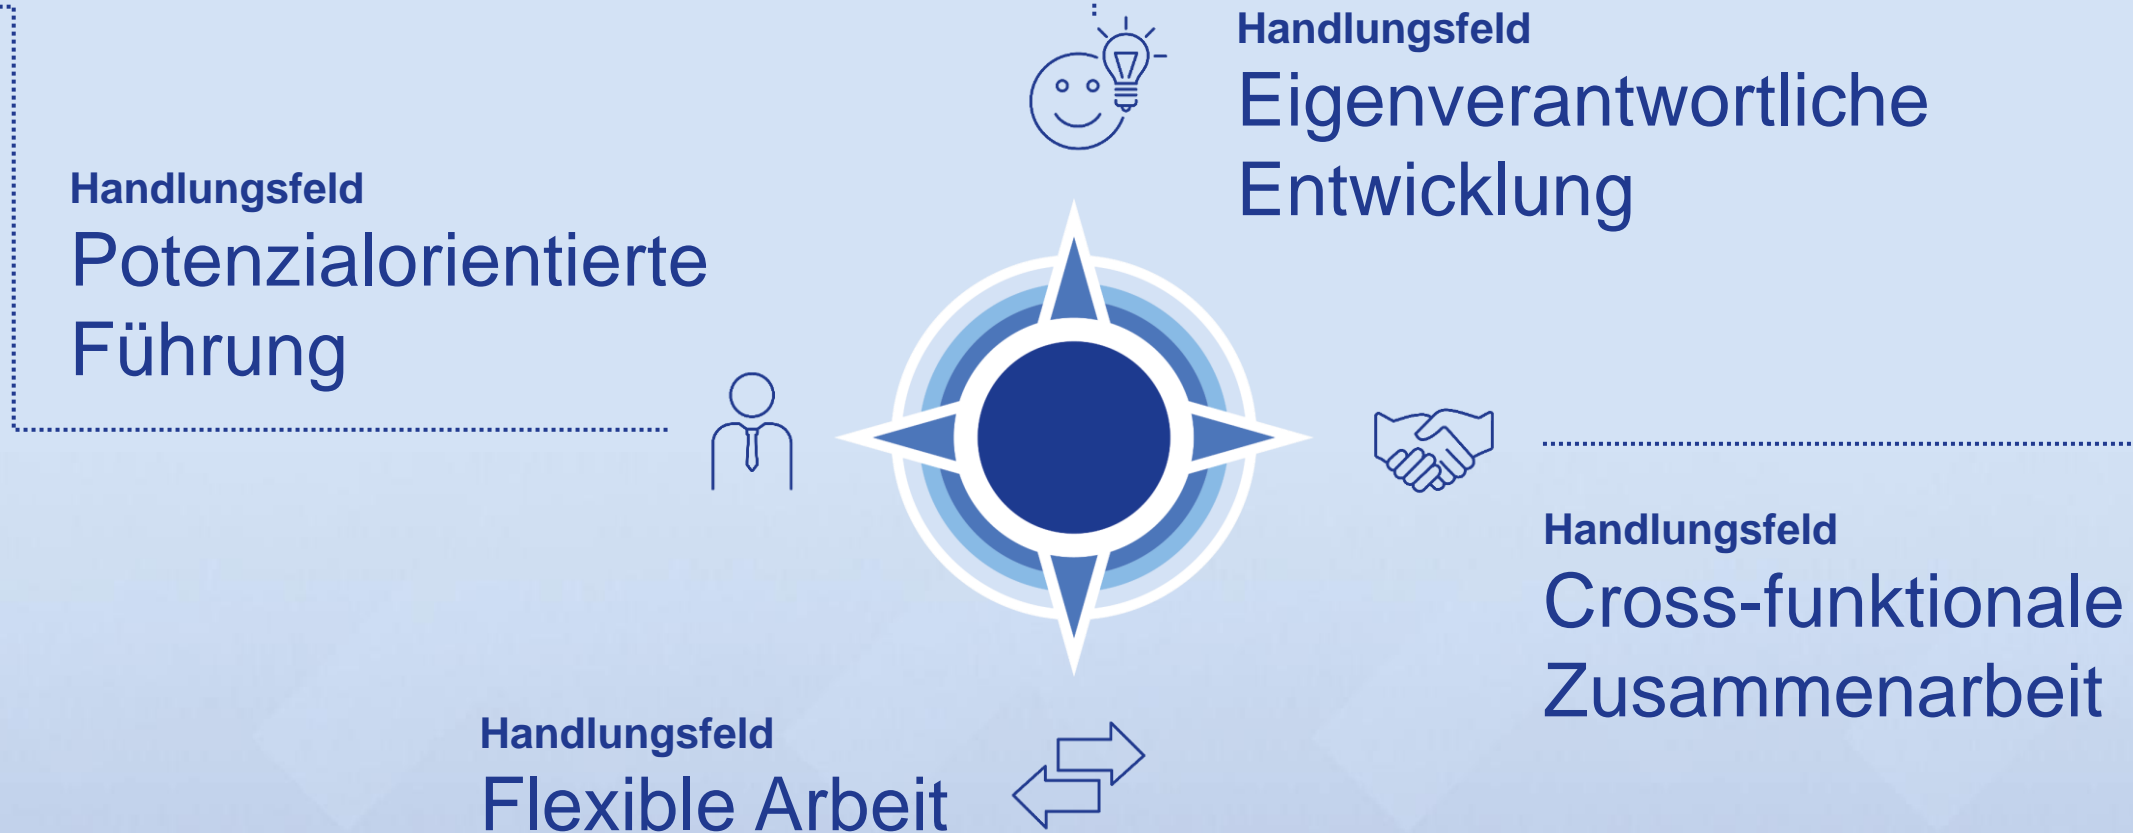 Handlungsfeld
Eigenverantwortliche
Entwicklung
Handlungsfeld
Potenzialorientierte
Führung
Handlungsfeld
Cross-funktionale
Zusammenarbeit
Handlungsfeld
Flexible Arbeit